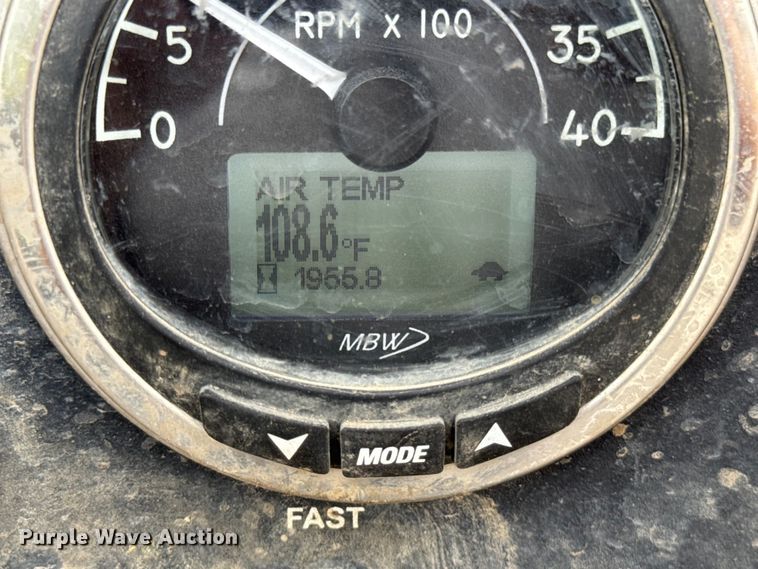 RPM X 100
5
35
0
40
AIR TEMP
108.6°F
1955.8
MBW
MODE
FAST
Purple Wave Auction